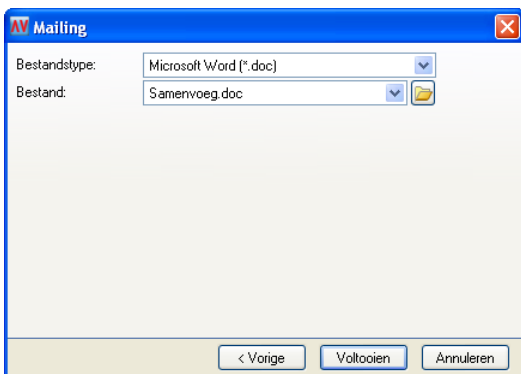 AV Mailing
Bestandstype: Microsoft Word (*.doc)
Bestand: Samenvoeg.doc
< Vorige Voltooien Annuleren